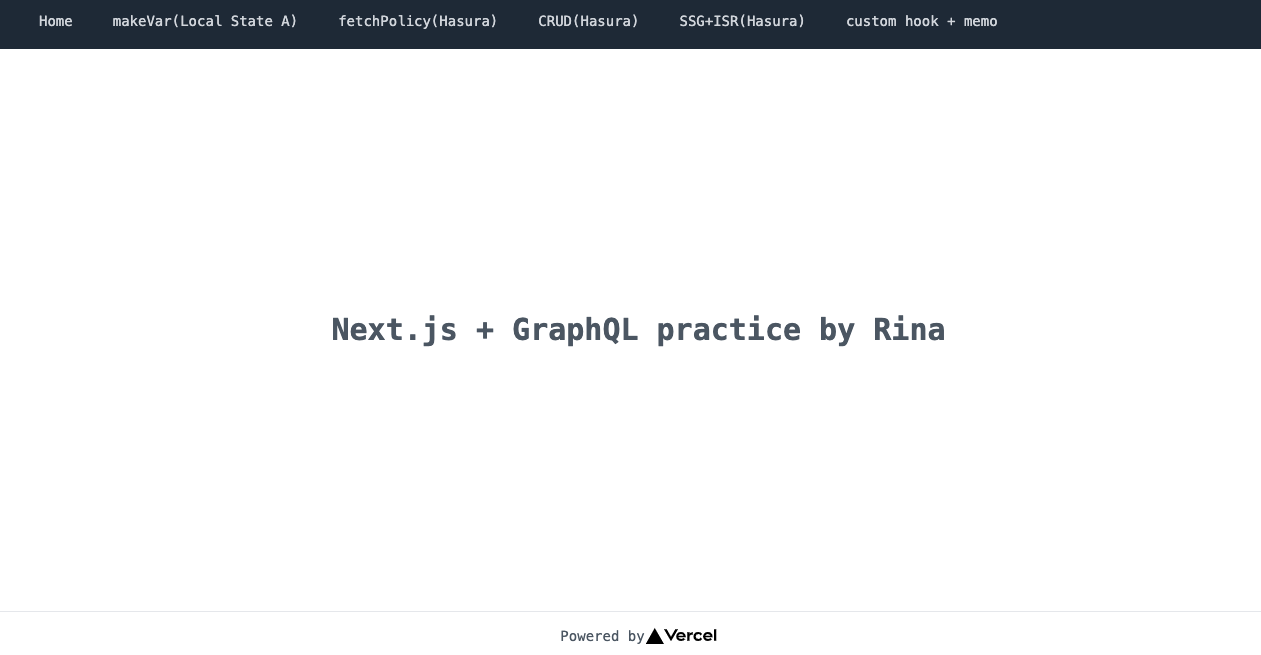 Home makeVar(Local State A) fetchPolicy(Hasura) CRUD(Hasura) SSG+ISR(Hasura) custom hook + memo
Next.js + GraphQL practice by Rina
Powered by Vercel